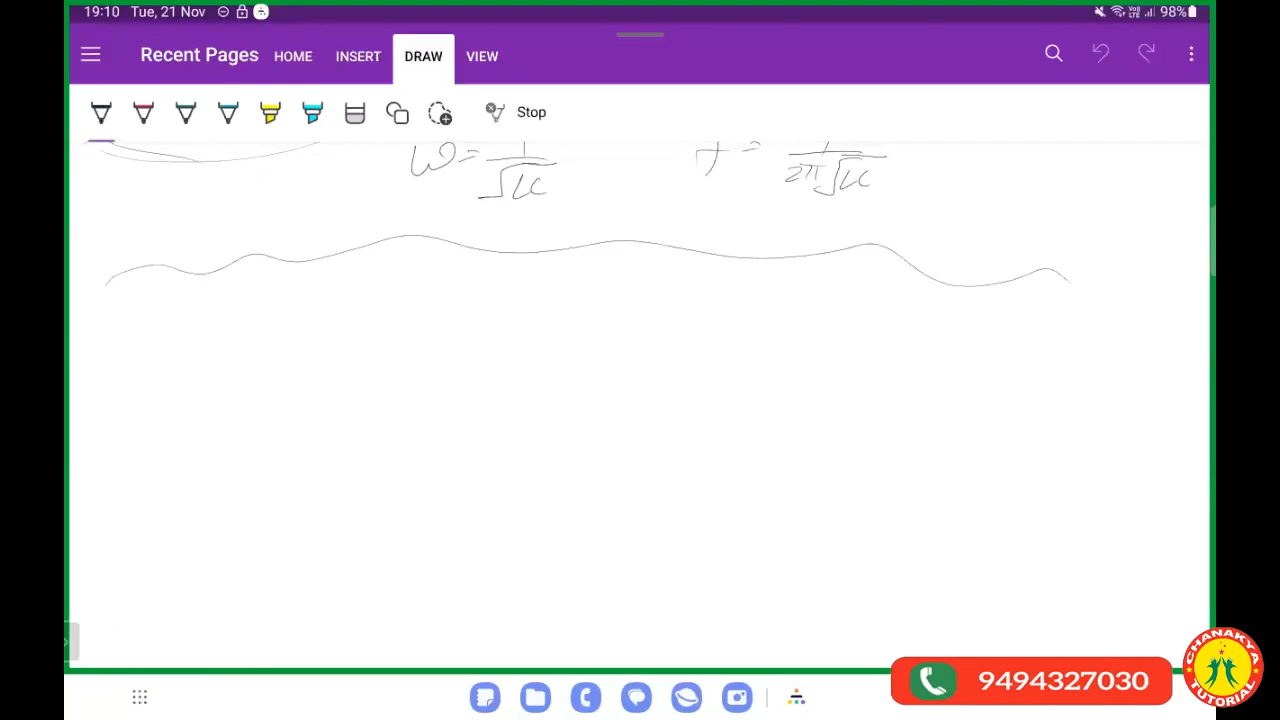 19:10 Tue, 21 Nov 98%
Recent Pages HOME INSERT DRAW VIEW
Stop
ω = 1/√LC f = 1/2π√LC
9494327030
CHANAKYA TUTORIAL